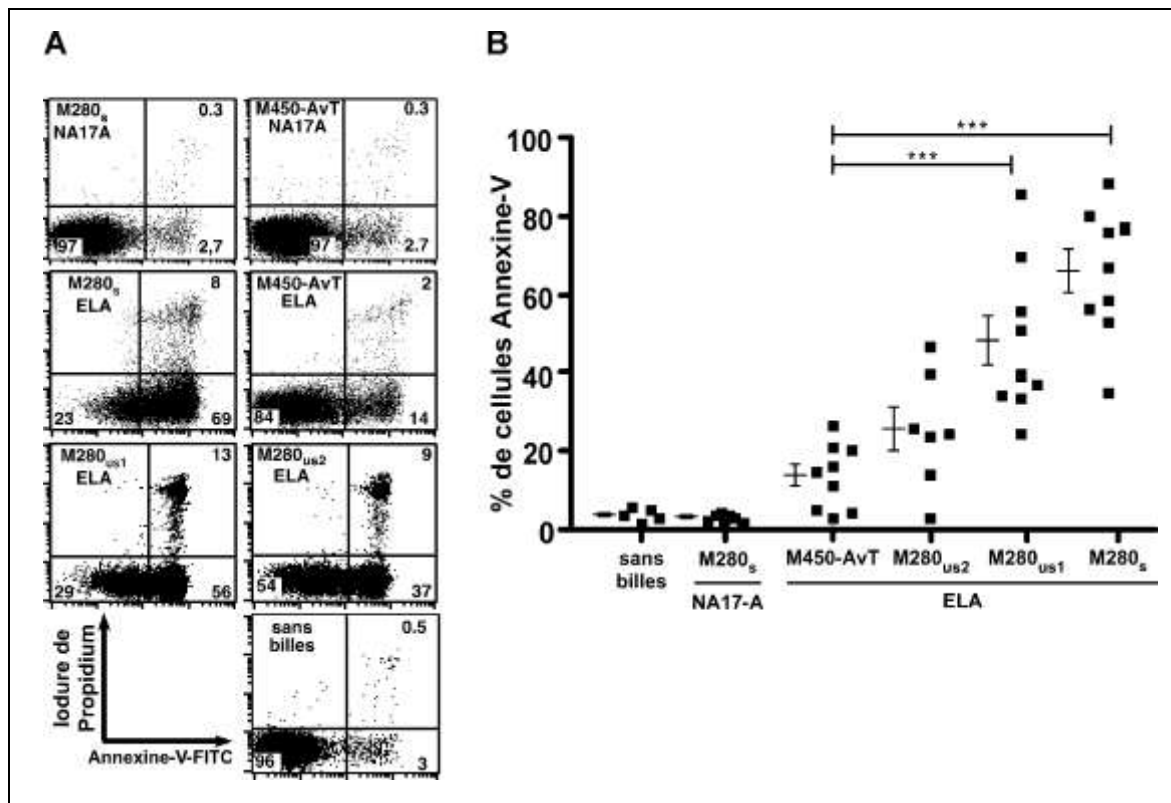 A
M280s
NA17A
0.3
97
2,7
M450-AvT
NA17A
0.3
97
2.7
M280s
ELA
8
23
69
M450-AvT
ELA
2
84
14
M280us1
ELA
13
29
56
M280us2
ELA
9
54
37
sans
billes
0.5
96
3
Iodure de
Propidium
Annexine-V-FITC
B
% de cellules Annexine-V
100
80
60
40
20
0
***
***
sans
billes
M280s
NA17-A
M450-AvT
M280us2
M280us1
M280s
ELA